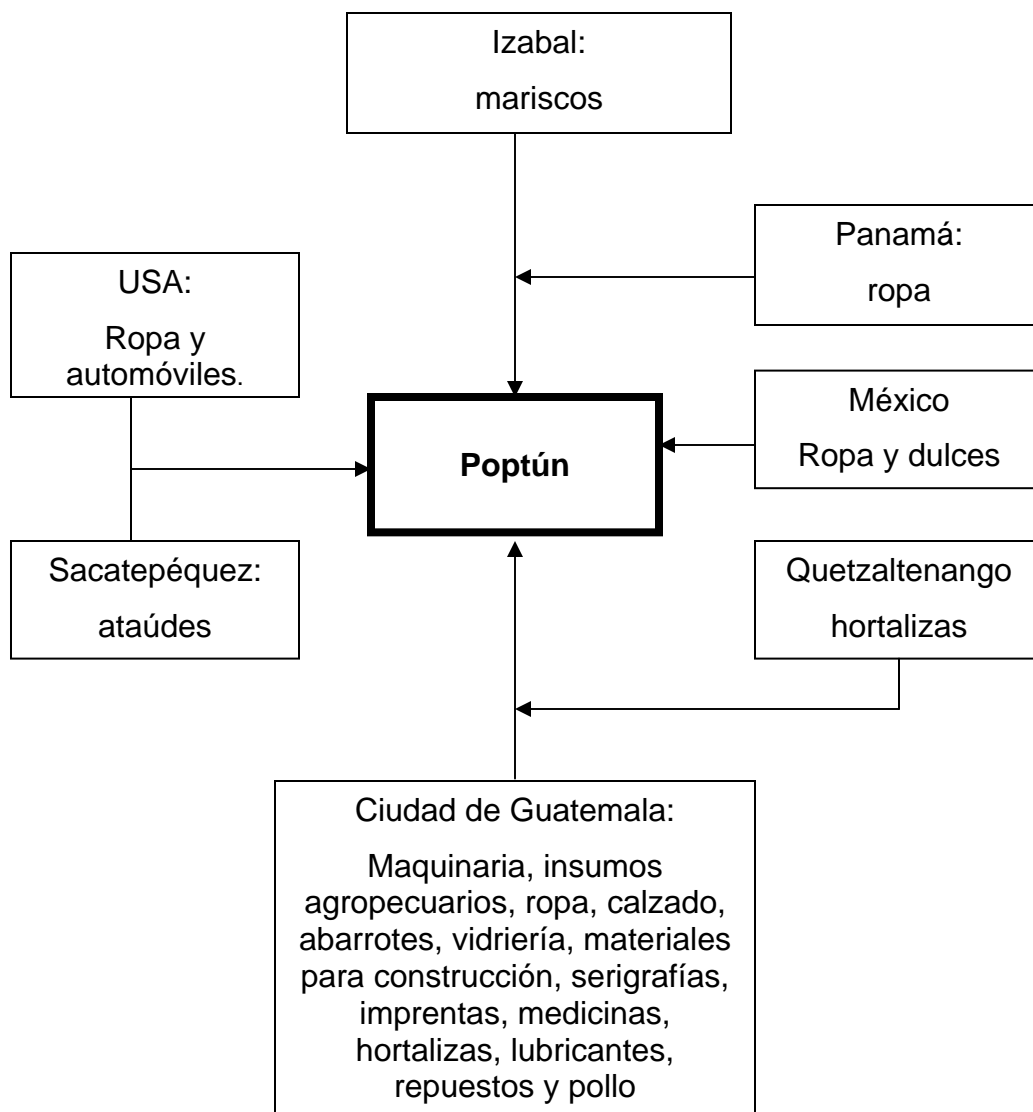 Izabal:
mariscos
Panamá:
ropa
USA:
Ropa y
automóviles.
México
Ropa y dulces
Poptún
Sacatepéquez:
ataúdes
Quetzaltenango
hortalizas
Ciudad de Guatemala:
Maquinaria, insumos
agropecuarios, ropa, calzado,
abarrotes, vidriería, materiales
para construcción, serigrafías,
imprentas, medicinas,
hortalizas, lubricantes,
repuestos y pollo